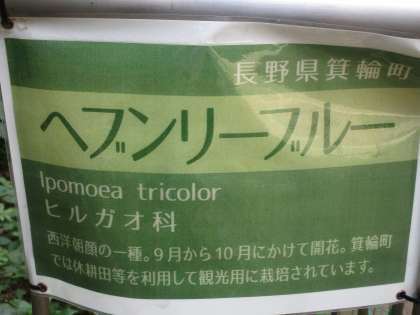 長野県箕輪町
ヘブンリーブルー
Ipomoea tricolor
ヒルガオ科
西洋朝顔の一種。9月から10月にかけて開花。箕輪町
では休耕田等を利用して観光用に栽培されています。